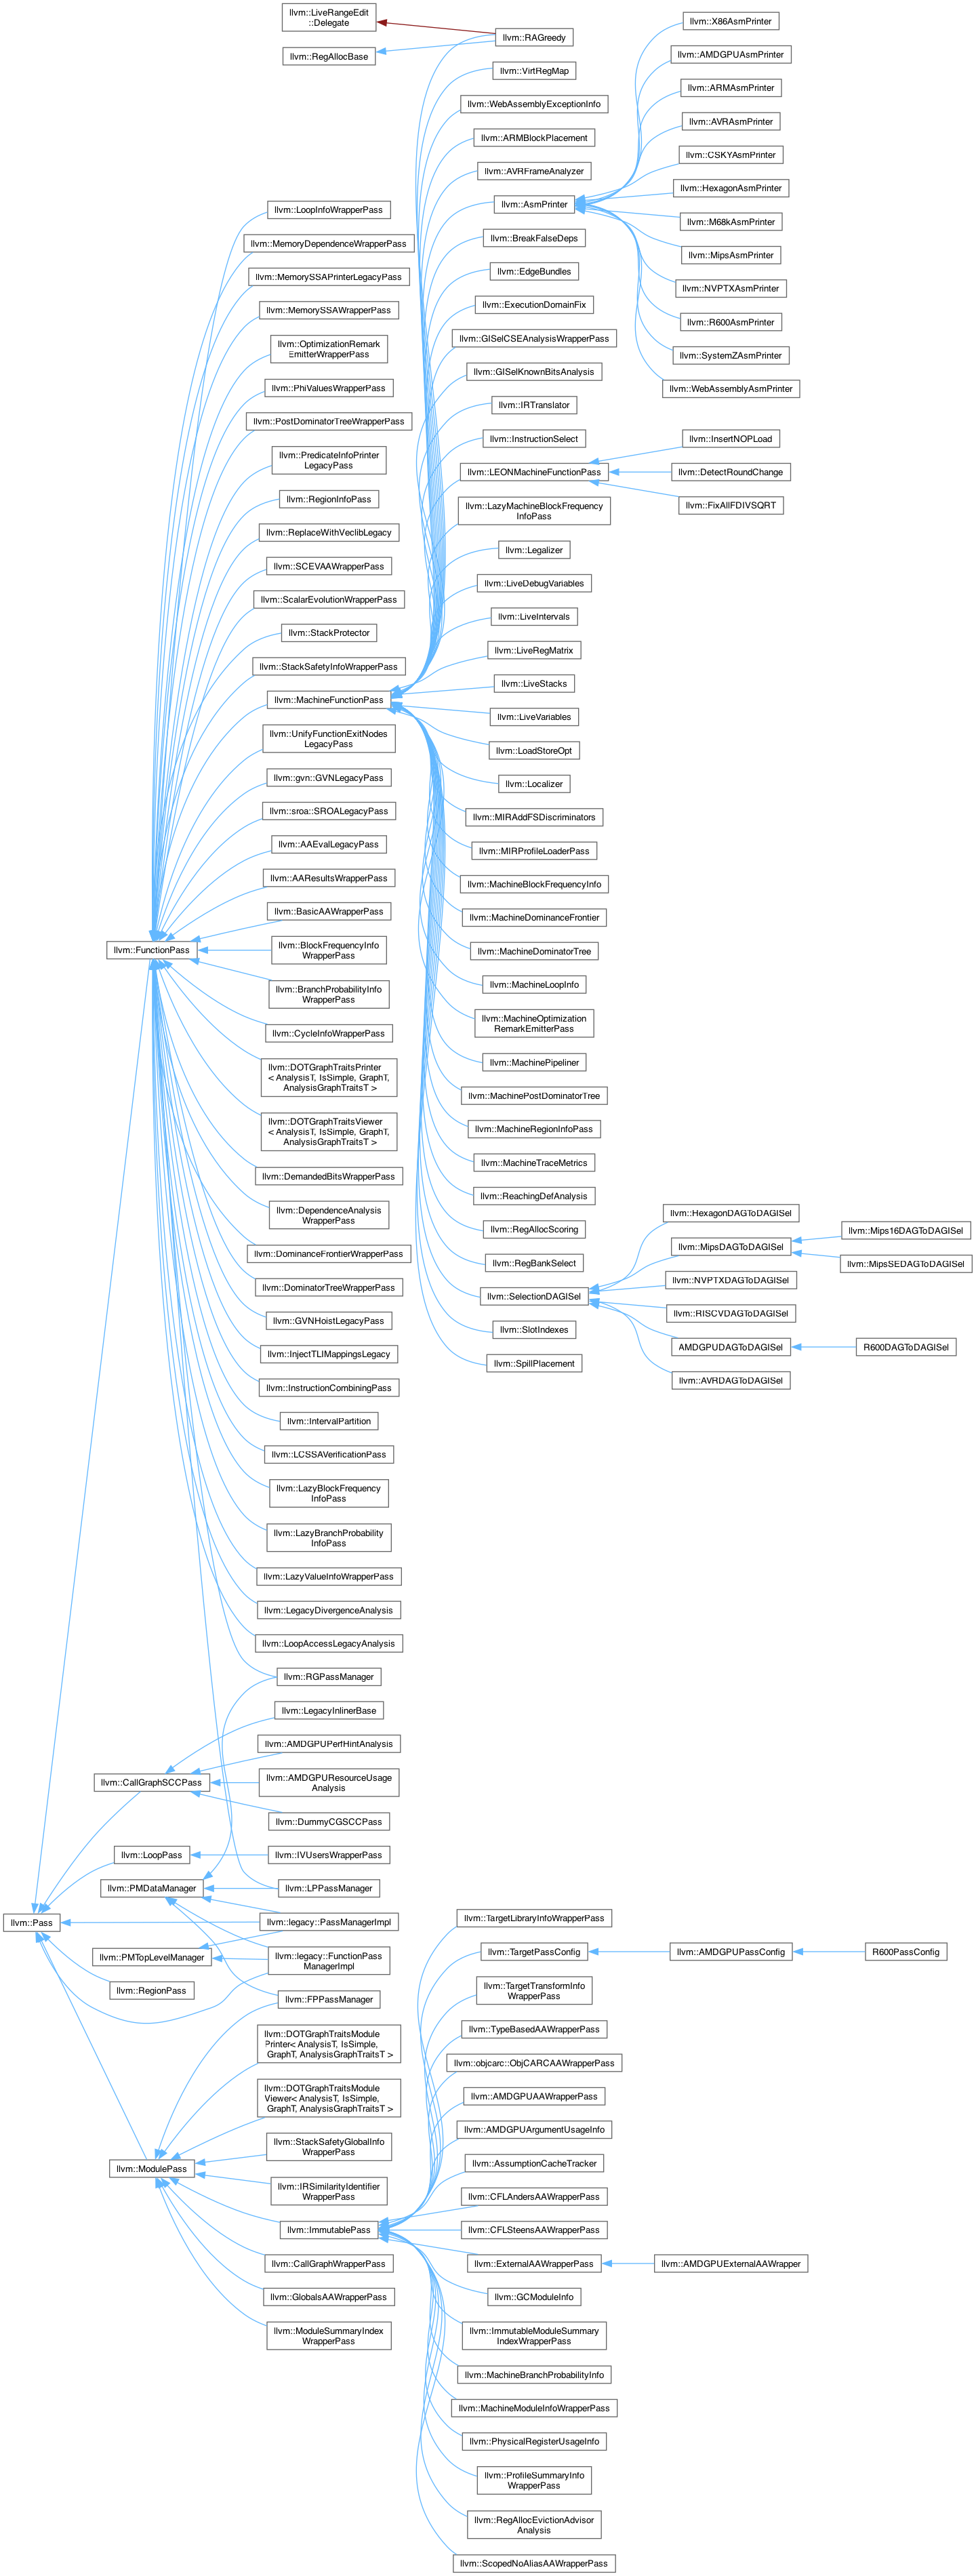 llvm::LiveRangeEdit
::Delegate
llvm::RegAllocBase
llvm::LoopInfoWrapperPass
llvm::MemoryDependenceWrapperPass
llvm::MemorySSAPrinterLegacyPass
llvm::MemorySSAWrapperPass
llvm::OptimizationRemark
EmitterWrapperPass
llvm::PhiValuesWrapperPass
llvm::PostDominatorTreeWrapperPass
llvm::PredicateInfoPrinter
LegacyPass
llvm::RegionInfoPass
llvm::ReplaceWithVeclibLegacy
llvm::SCEVAAWrapperPass
llvm::ScalarEvolutionWrapperPass
llvm::StackProtector
llvm::StackSafetyInfoWrapperPass
llvm::MachineFunctionPass
llvm::UnifyFunctionExitNodes
LegacyPass
llvm::gvn::GVNLegacyPass
llvm::sroa::SROALegacyPass
llvm::AAEvalLegacyPass
llvm::AAResultsWrapperPass
llvm::BasicAAWrapperPass
llvm::FunctionPass
llvm::BlockFrequencyInfo
WrapperPass
llvm::BranchProbabilityInfo
WrapperPass
llvm::CycleInfoWrapperPass
llvm::DOTGraphTraitsPrinter
< AnalysisT, IsSimple, GraphT,
AnalysisGraphTraitsT >
llvm::DOTGraphTraitsViewer
< AnalysisT, IsSimple, GraphT,
AnalysisGraphTraitsT >
llvm::DemandedBitsWrapperPass
llvm::DependenceAnalysis
WrapperPass
llvm::DominanceFrontierWrapperPass
llvm::DominatorTreeWrapperPass
llvm::GVNHoistLegacyPass
llvm::InjectTLIMappingsLegacy
llvm::InstructionCombiningPass
llvm::IntervalPartition
llvm::LCSSAVerificationPass
llvm::LazyBlockFrequency
InfoPass
llvm::LazyBranchProbability
InfoPass
llvm::LazyValueInfoWrapperPass
llvm::LegacyDivergenceAnalysis
llvm::LoopAccessLegacyAnalysis
llvm::RGPassManager
llvm::LegacyInlinerBase
llvm::AMDGPUPerfHintAnalysis
llvm::CallGraphSCCPass
llvm::AMDGPUResourceUsage
Analysis
llvm::DummyCGSCCPass
llvm::LoopPass
llvm::IVUsersWrapperPass
llvm::PMDataManager
llvm::LPPassManager
llvm::Pass
llvm::legacy::PassManagerImpl
llvm::PMTopLevelManager
llvm::legacy::FunctionPass
ManagerImpl
llvm::RegionPass
llvm::FPPassManager
llvm::DOTGraphTraitsModule
Printer< AnalysisT, IsSimple,
GraphT, AnalysisGraphTraitsT >
llvm::DOTGraphTraitsModule
Viewer< AnalysisT, IsSimple,
GraphT, AnalysisGraphTraitsT >
llvm::StackSafetyGlobalInfo
WrapperPass
llvm::ModulePass
llvm::IRSimilarityIdentifier
WrapperPass
llvm::ImmutablePass
llvm::CallGraphWrapperPass
llvm::GlobalsAAWrapperPass
llvm::ModuleSummaryIndex
WrapperPass
llvm::RAGreedy
llvm::VirtRegMap
llvm::WebAssemblyExceptionInfo
llvm::ARMBlockPlacement
llvm::AVRFrameAnalyzer
llvm::AsmPrinter
llvm::BreakFalseDeps
llvm::EdgeBundles
llvm::ExecutionDomainFix
llvm::GISelCSEAnalysisWrapperPass
llvm::GISelKnownBitsAnalysis
llvm::IRTranslator
llvm::InstructionSelect
llvm::LEONMachineFunctionPass
llvm::LazyMachineBlockFrequency
InfoPass
llvm::Legalizer
llvm::LiveDebugVariables
llvm::LiveIntervals
llvm::LiveRegMatrix
llvm::LiveStacks
llvm::LiveVariables
llvm::LoadStoreOpt
llvm::Localizer
llvm::MIRAddFSDiscriminators
llvm::MIRProfileLoaderPass
llvm::MachineBlockFrequencyInfo
llvm::MachineDominanceFrontier
llvm::MachineDominatorTree
llvm::MachineLoopInfo
llvm::MachineOptimization
RemarkEmitterPass
llvm::MachinePipeliner
llvm::MachinePostDominatorTree
llvm::MachineRegionInfoPass
llvm::MachineTraceMetrics
llvm::ReachingDefAnalysis
llvm::RegAllocScoring
llvm::RegBankSelect
llvm::SelectionDAGISel
llvm::SlotIndexes
llvm::SpillPlacement
llvm::X86AsmPrinter
llvm::AMDGPUAsmPrinter
llvm::ARMAsmPrinter
llvm::AVRAsmPrinter
llvm::CSKYAsmPrinter
llvm::HexagonAsmPrinter
llvm::M68kAsmPrinter
llvm::MipsAsmPrinter
llvm::NVPTXAsmPrinter
llvm::R600AsmPrinter
llvm::SystemZAsmPrinter
llvm::WebAssemblyAsmPrinter
llvm::InsertNOPLoad
llvm::DetectRoundChange
llvm::FixAllFDIVSQRT
llvm::HexagonDAGToDAGISel
llvm::MipsDAGToDAGISel
llvm::NVPTXDAGToDAGISel
llvm::RISCVDAGToDAGISel
AMDGPUDAGToDAGISel
llvm::AVRDAGToDAGISel
llvm::Mips16DAGToDAGISel
llvm::MipsSEDAGToDAGISel
R600DAGToDAGISel
llvm::TargetLibraryInfoWrapperPass
llvm::TargetPassConfig
llvm::AMDGPUPassConfig
R600PassConfig
llvm::TargetTransformInfo
WrapperPass
llvm::TypeBasedAAWrapperPass
llvm::objcarc::ObjCARCAAWrapperPass
llvm::AMDGPUAAWrapperPass
llvm::AMDGPUArgumentUsageInfo
llvm::AssumptionCacheTracker
llvm::CFLAndersAAWrapperPass
llvm::CFLSteensAAWrapperPass
llvm::ExternalAAWrapperPass
llvm::AMDGPUExternalAAWrapper
llvm::GCModuleInfo
llvm::ImmutableModuleSummary
IndexWrapperPass
llvm::MachineBranchProbabilityInfo
llvm::MachineModuleInfoWrapperPass
llvm::PhysicalRegisterUsageInfo
llvm::ProfileSummaryInfo
WrapperPass
llvm::RegAllocEvictionAdvisor
Analysis
llvm::ScopedNoAliasAAWrapperPass